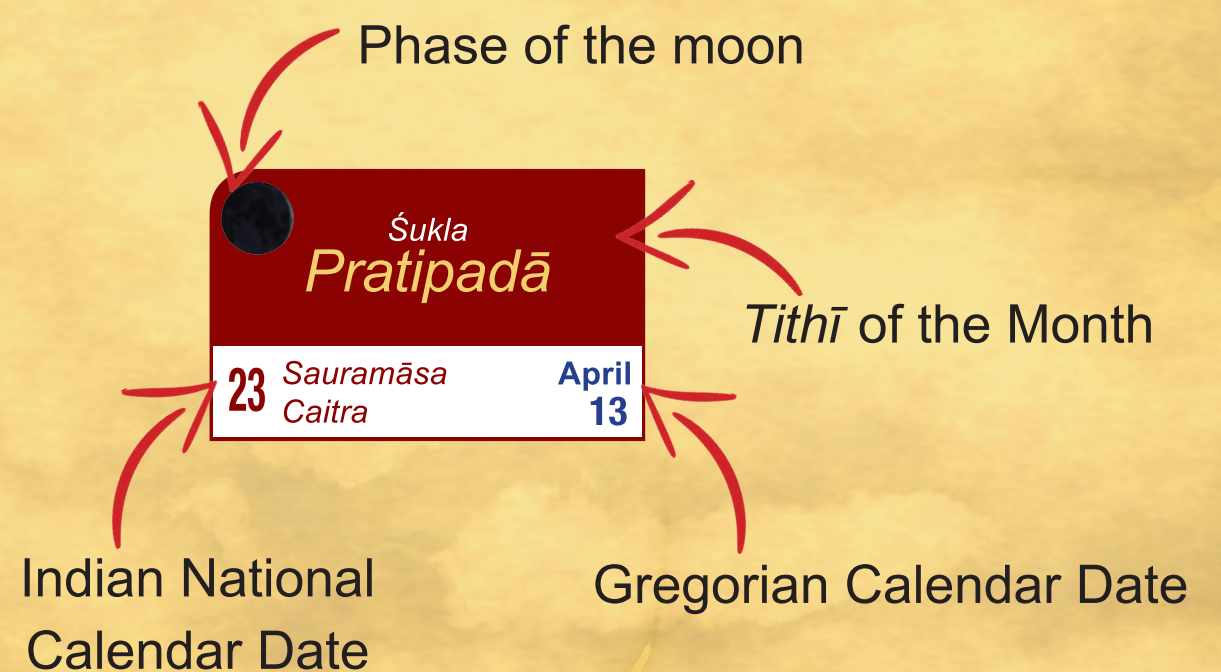 Phase of the moon
Śukla
Pratipadā
Tithī of the Month
23 Sauramāsa April
Caitra 13
Indian National
Calendar Date
Gregorian Calendar Date